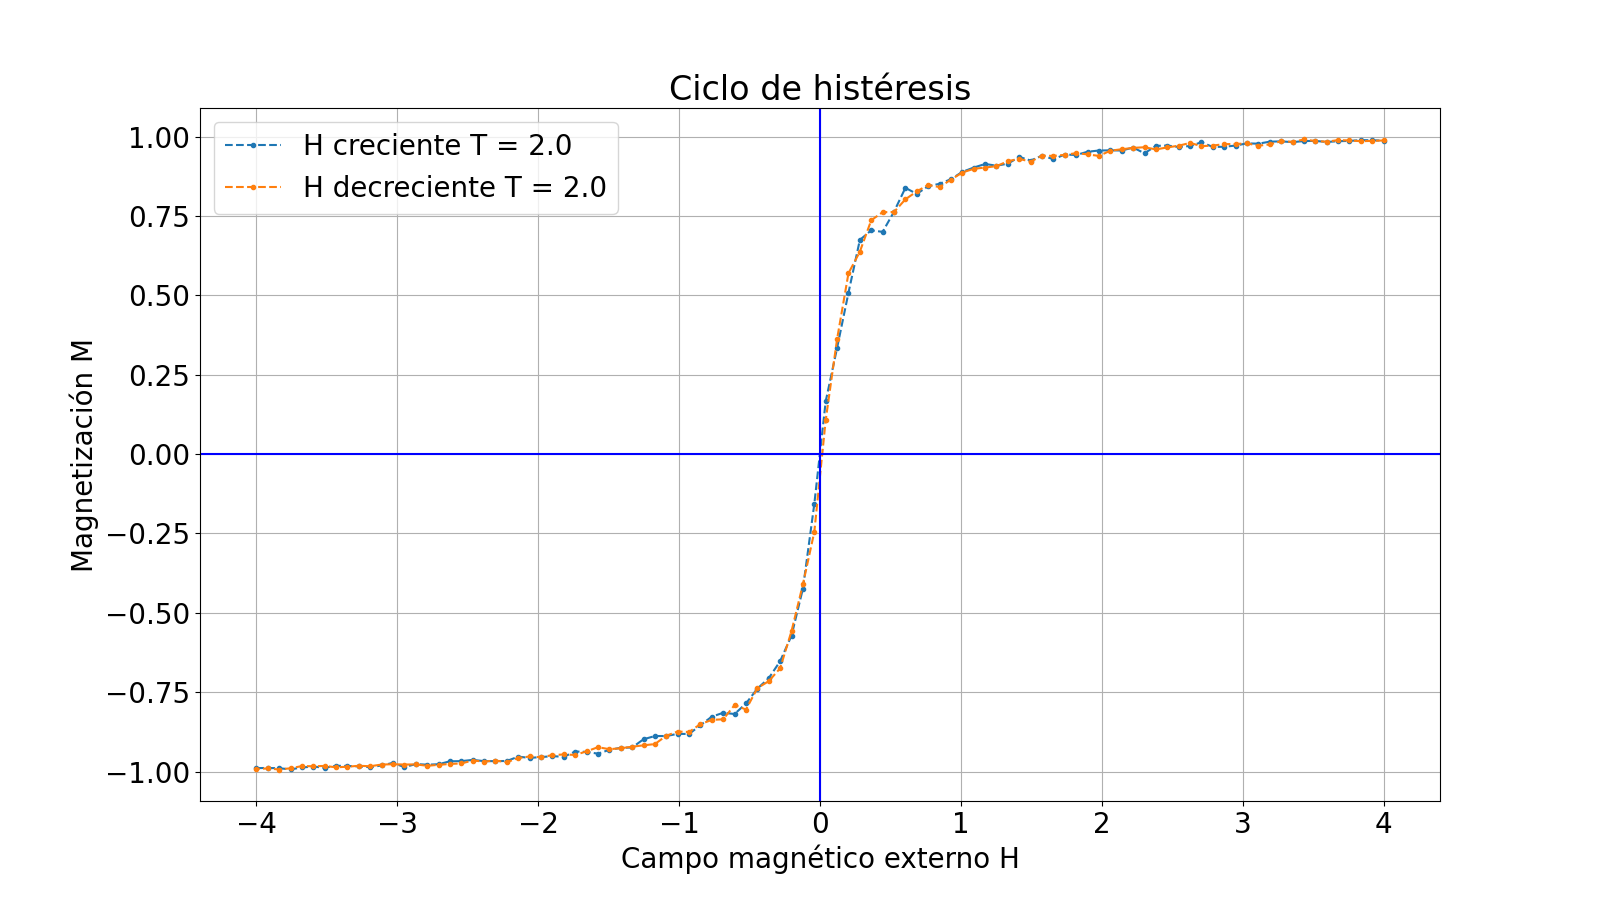 Ciclo de histéresis
H creciente T = 2.0
H decreciente T = 2.0
Magnetización M
1.00
0.75
0.50
0.25
0.00
−0.25
−0.50
−0.75
−1.00
−4 −3 −2 −1 0 1 2 3 4
Campo magnético externo H